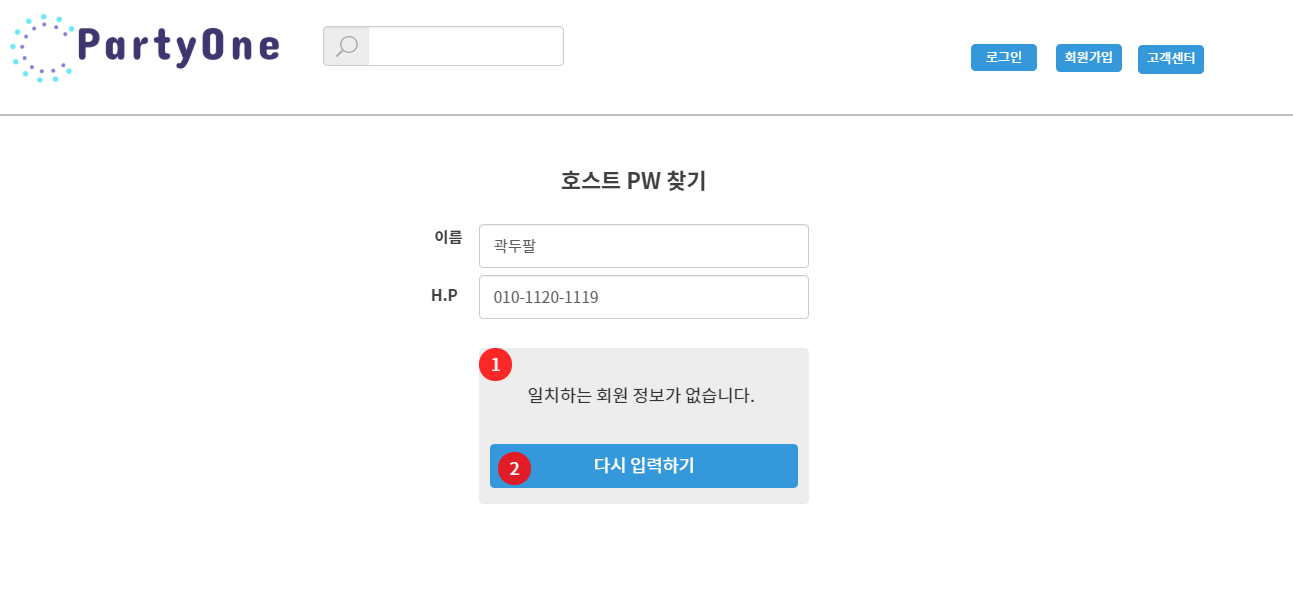 PartyOne
로그인
회원가입
고객센터
호스트 PW 찾기
이름
곽두팔
H.P
010-1120-1119
1
일치하는 회원 정보가 없습니다.
2
다시 입력하기